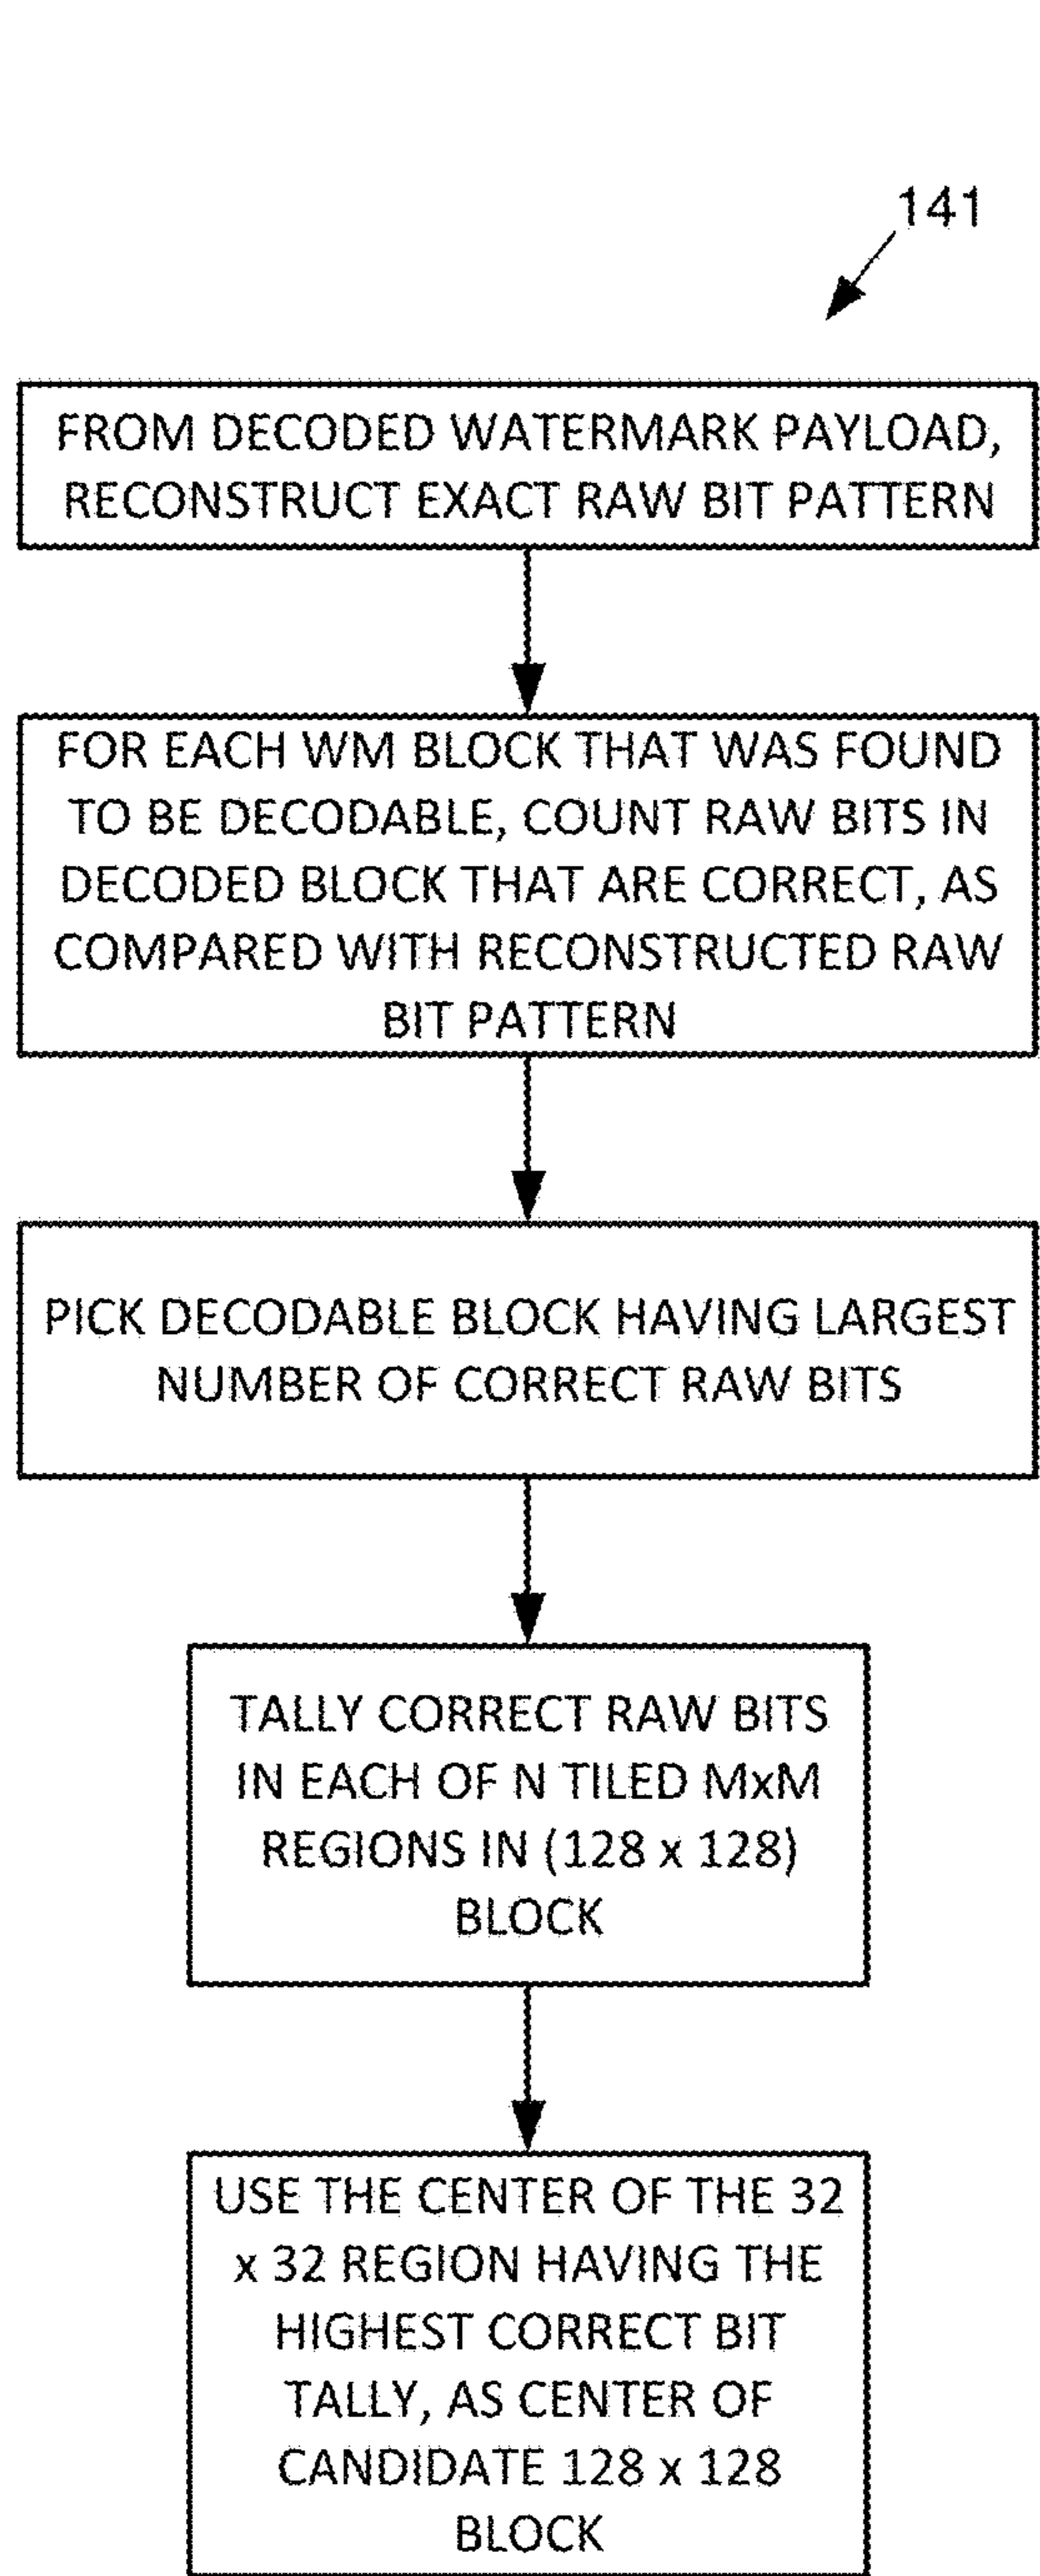 141
FROM DECODED WATERMARK PAYLOAD,
RECONSTRUCT EXACT RAW BIT PATTERN
FOR EACH WM BLOCK THAT WAS FOUND
TO BE DECODABLE, COUNT RAW BITS IN
DECODED BLOCK THAT ARE CORRECT, AS
COMPARED WITH RECONSTRUCTED RAW
BIT PATTERN
PICK DECODABLE BLOCK HAVING LARGEST
NUMBER OF CORRECT RAW BITS
TALLY CORRECT RAW BITS
IN EACH OF N TILED MxM
REGIONS IN (128 x 128)
BLOCK
USE THE CENTER OF THE 32
x 32 REGION HAVING THE
HIGHEST CORRECT BIT
TALLY, AS CENTER OF
CANDIDATE 128 x 128
BLOCK